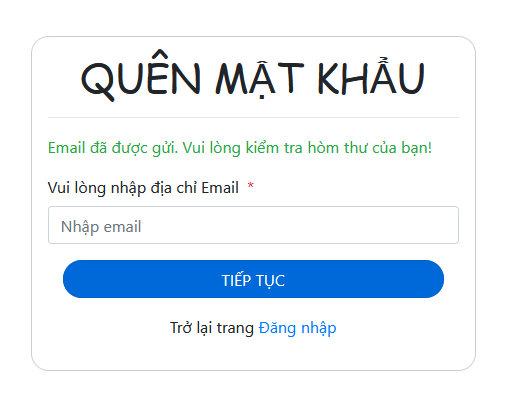 QUÊN MẬT KHẨU
Email đã được gửi. Vui lòng kiểm tra hòm thư của bạn!
Vui lòng nhập địa chỉ Email *
Nhập email
TIẾP TỤC
Trở lại trang Đăng nhập